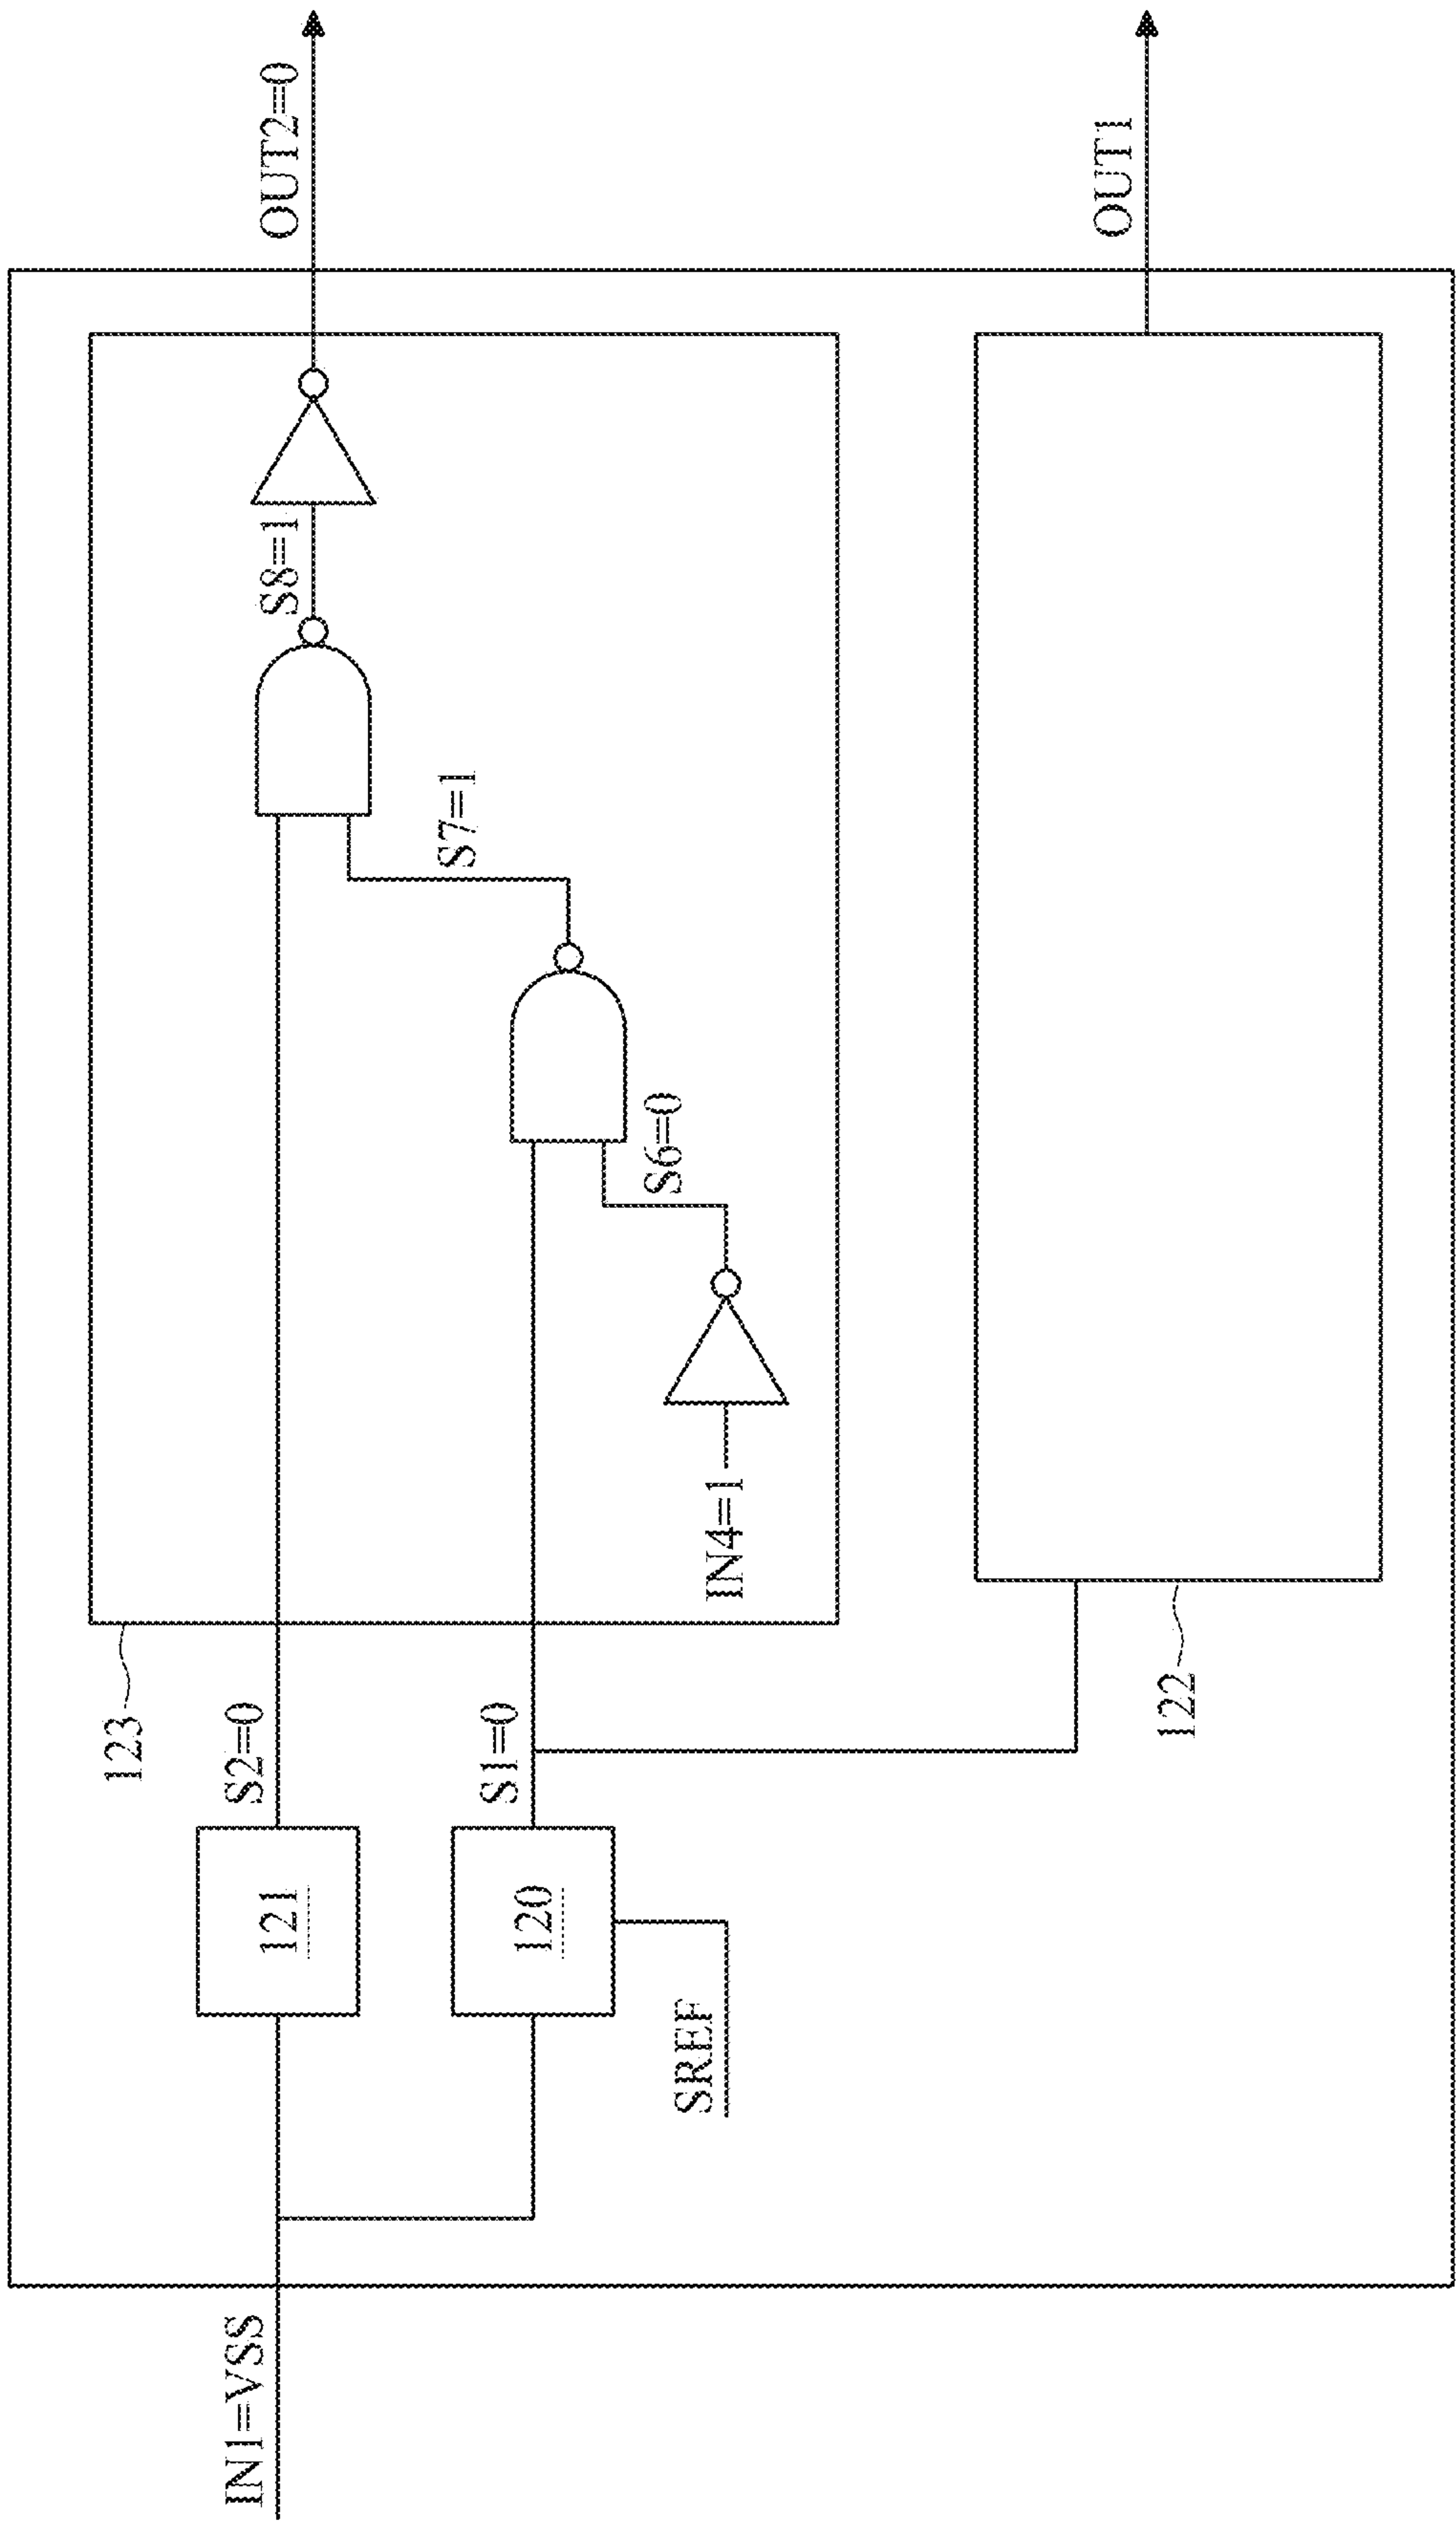 IN1=VSS
121
S2=0
123
S8=1
OUT2=0
120
S1=0
S7=1
SREF
IN4=1
S6=0
122
OUT1